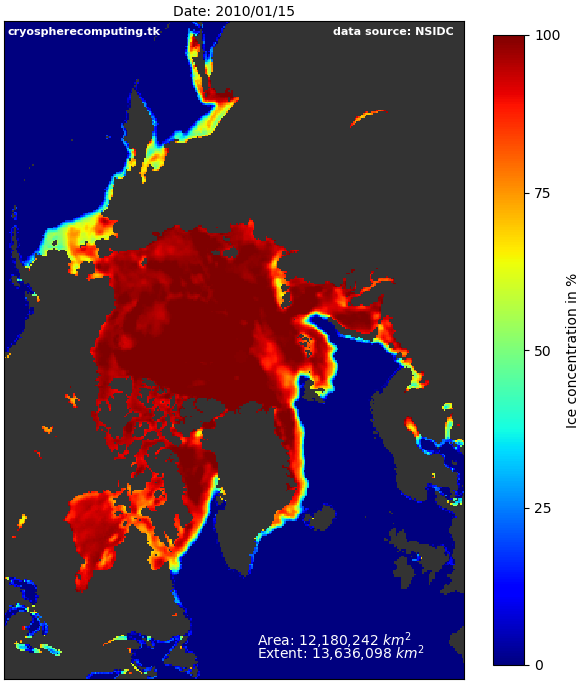 Date: 2010/01/15
cryospherecomputing.tk
data source: NSIDC
100
75
50
25
0
Ice concentration in %
Area: 12,180,242 km²
Extent: 13,636,098 km²